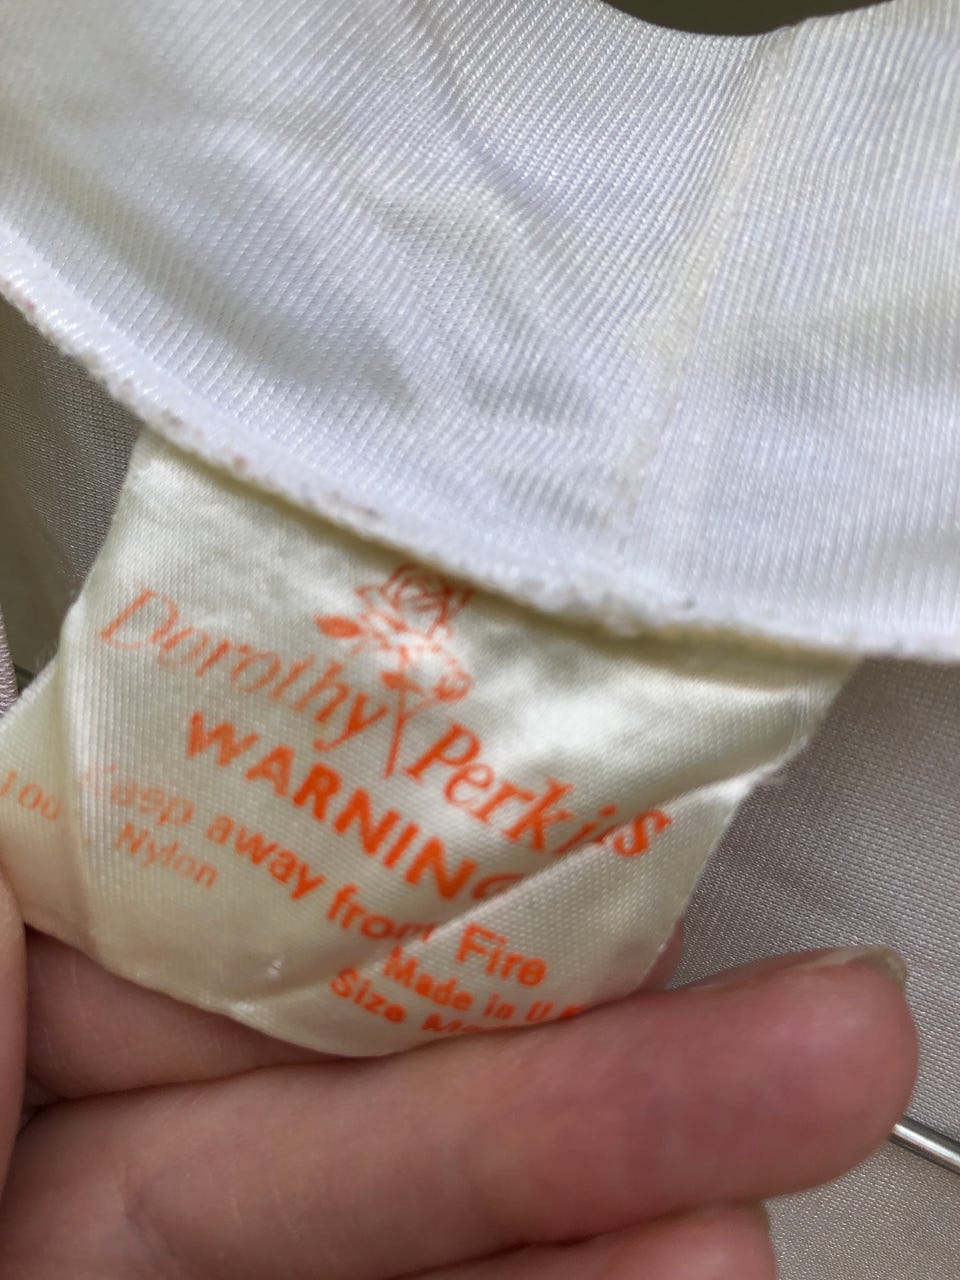 Dorothy Perkins
WARNING
Keep away from Fire
100
Nylon
Made in U.K
Size